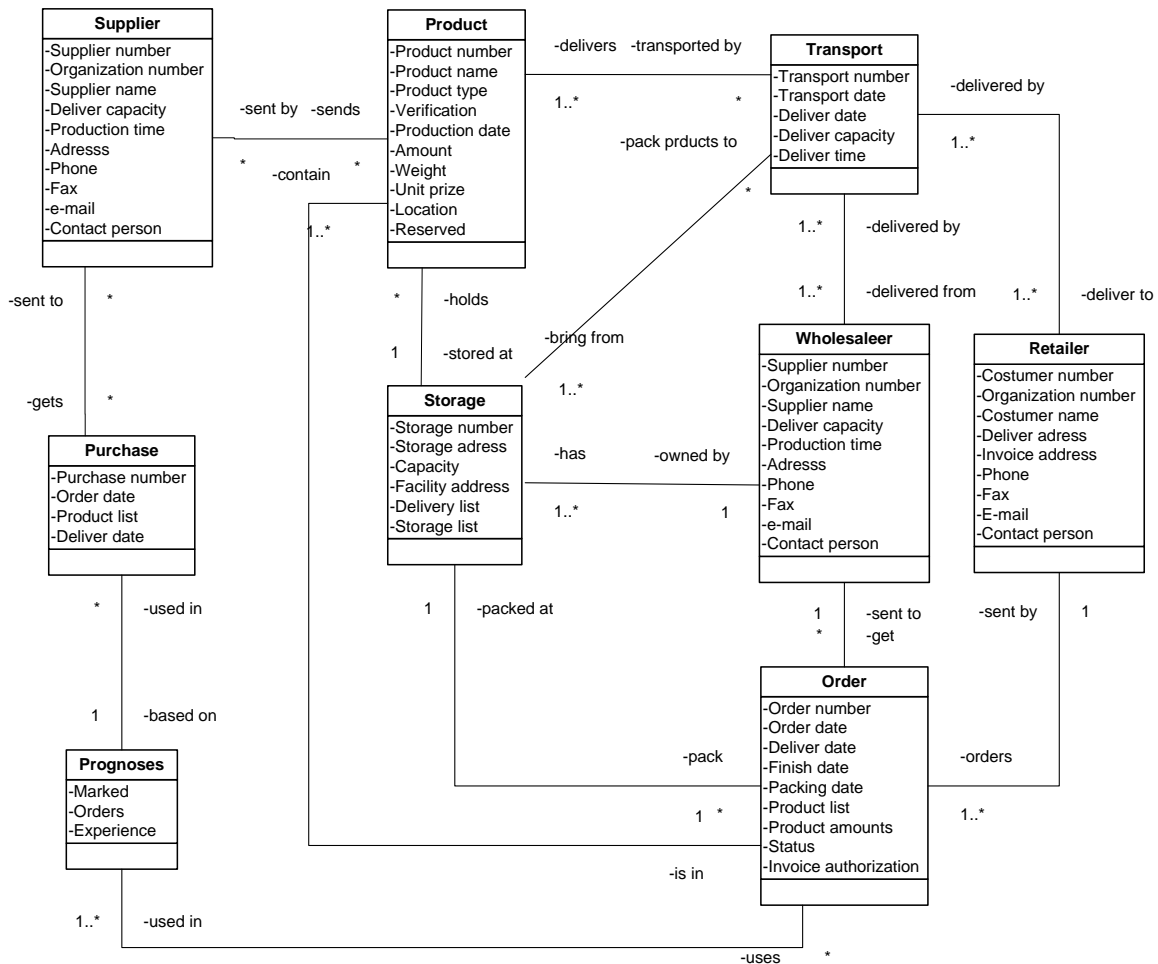 Supplier
-Supplier number
-Organization number
-Supplier name
-Deliver capacity
-Production time
-Adresss
-Phone
-Fax
-e-mail
-Contact person
-sent by -sends
* *
Product
-Product number
-Product name
-Product type
-Verification
-Production date
-Amount
-Weight
-Unit prize
-Location
-Reserved
-contain
1..*
-delivers -transported by
1..* *
Transport
-Transport number
-Transport date
-Deliver date
-Deliver capacity
-Deliver time
-pack prducts to
*
-delivered by
1..*
1..* -delivered by
1..* -delivered from
1..* -deliver to
-sent to *
-gets *
* -holds
1 -stored at
-bring from
1..*
Storage
-Storage number
-Storage adress
-Capacity
-Facility address
-Delivery list
-Storage list
-has -owned by
1..* 1
Wholesaleer
-Supplier number
-Organization number
-Supplier name
-Deliver capacity
-Production time
-Adresss
-Phone
-Fax
-e-mail
-Contact person
Retailer
-Costumer number
-Organization number
-Costumer name
-Deliver adress
-Invoice address
-Phone
-Fax
-E-mail
-Contact person
Purchase
-Purchase number
-Order date
-Product list
-Deliver date
* -used in
1 -based on
1 -packed at
1 -sent to
* -get
-sent by 1
Prognoses
-Marked
-Orders
-Experience
-pack
1 *
Order
-Order number
-Order date
-Deliver date
-Finish date
-Packing date
-Product list
-Product amounts
-Status
-Invoice authorization
-orders
1..*
-is in
1..* -used in
-uses *